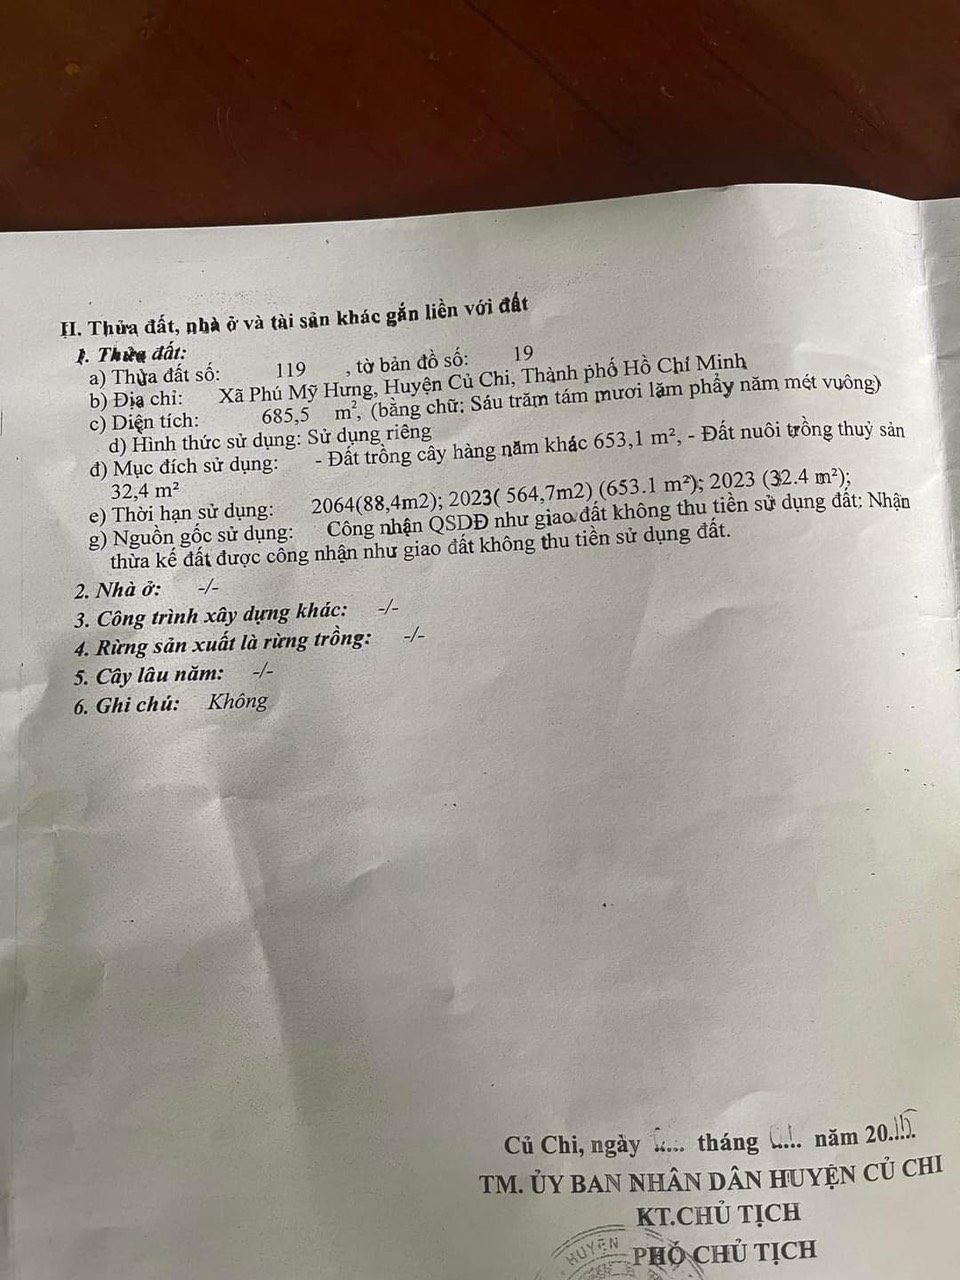 II. Thửa đất, nhà ở và tài sản khác gắn liền với đất
1. Thửa đất:
a) Thửa đất số: 119 , tờ bản đồ số: 19
b) Địa chỉ: Xã Phú Mỹ Hưng, Huyện Củ Chi, Thành phố Hồ Chí Minh
c) Diện tích: 685,5 m², (bằng chữ: Sáu trăm tám mươi lăm phẩy năm mét vuông)
d) Hình thức sử dụng: Sử dụng riêng
đ) Mục đích sử dụng: - Đất trồng cây hàng năm khác 653,1 m², - Đất nuôi trồng thuỷ sản
32,4 m²
e) Thời hạn sử dụng: 2064(88,4m2); 2023( 564,7m2) (653.1 m²); 2023 (32.4 m²);
g) Nguồn gốc sử dụng: Công nhận QSDĐ như giao đất không thu tiền sử dụng đất: Nhận
thừa kế đất được công nhận như giao đất không thu tiền sử dụng đất.
2. Nhà ở: -/-
3. Công trình xây dựng khác: -/-
4. Rừng sản xuất là rừng trồng: -/-
5. Cây lâu năm: -/-
6. Ghi chú: Không
Củ Chi, ngày tháng năm 2015
TM. ỦY BAN NHÂN DÂN HUYỆN CỦ CHI
KT.CHỦ TỊCH
PHÓ CHỦ TỊCH
HUYỆN